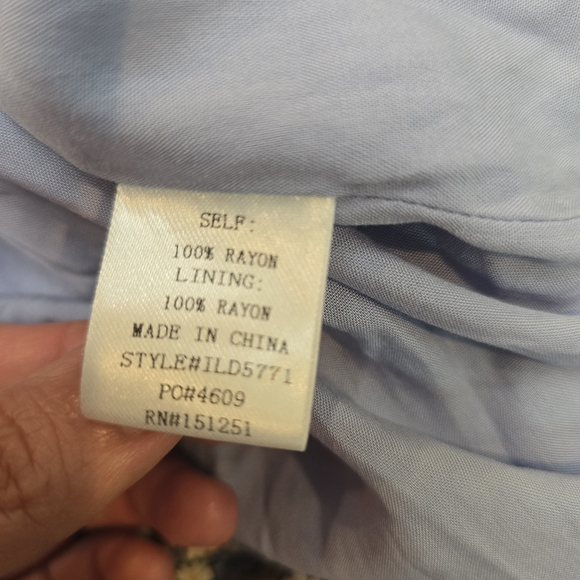 SELF:
100% RAYON
LINING:
100% RAYON
MADE IN CHINA
STYLE#ILD5771
PO#4609
RN#151251